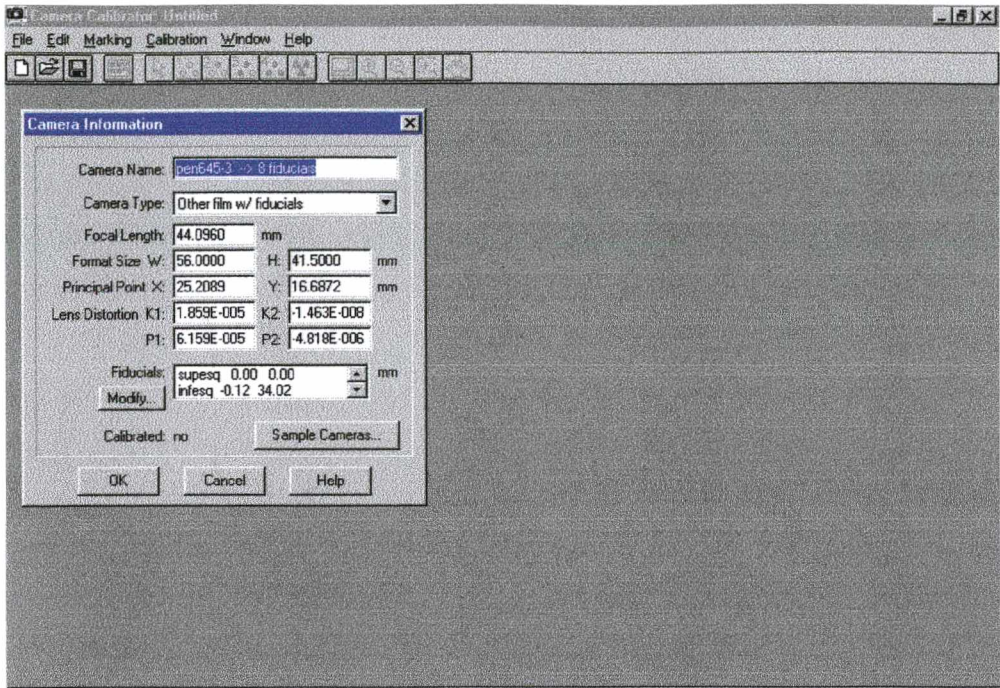 Camera Calibrator: Untitled
File Edit Marking Calibration Window Help
Camera Information
Camera Name: pen645-3 --> 8 fiducials
Camera Type: Other film w/ fiducials
Focal Length: 44.0960 mm
Format Size W: 56.0000 H: 41.5000 mm
Principal Point X: 25.2089 Y: 16.6872 mm
Lens Distortion K1: 1.859E-005 K2: -1.463E-008
P1: 6.159E-005 P2: -4.818E-006
Fiducials: supesq 0.00 0.00 mm
Modify... infesq -0.12 34.02
Calibrated: no Sample Cameras...
OK Cancel Help